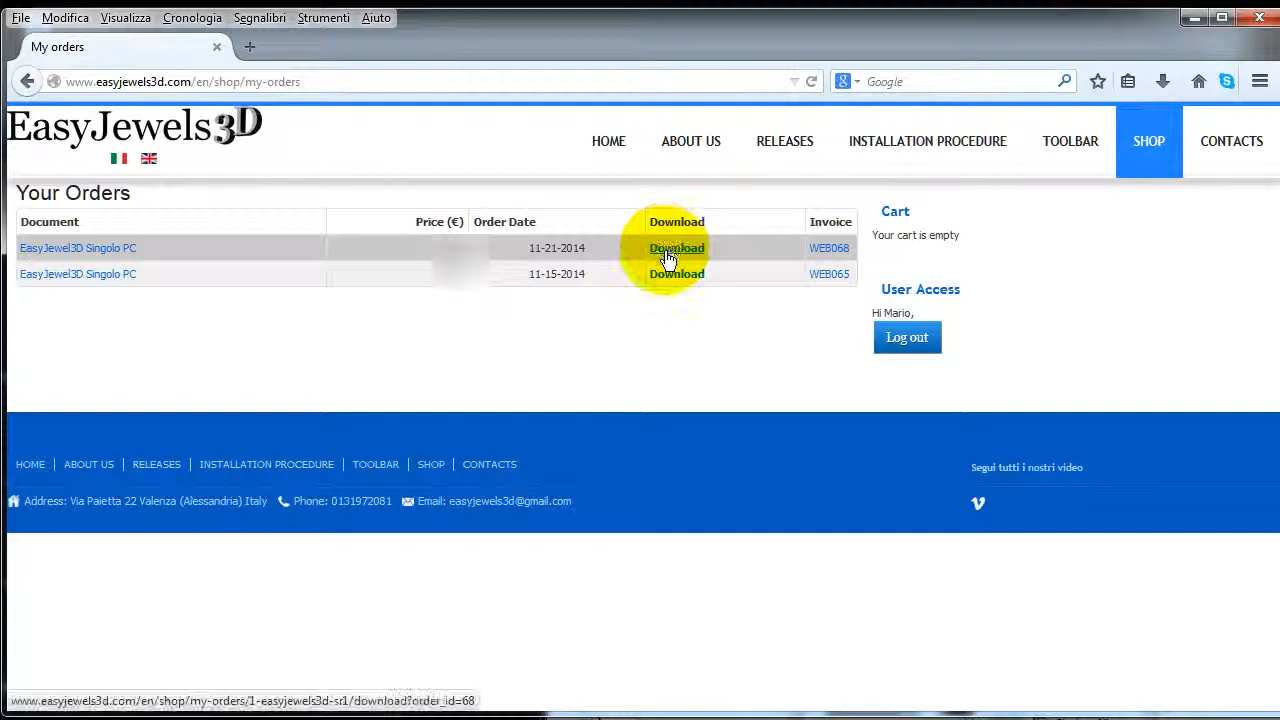 File Modifica Visualizza Cronologia Segnalibri Strumenti Aiuto
My orders
www.easyjewels3d.com/en/shop/my-orders
Google
EasyJewels3D
HOME ABOUT US RELEASES INSTALLATION PROCEDURE TOOLBAR SHOP CONTACTS
Your Orders
Document Price (€) Order Date Download Invoice
EasyJewel3D Singolo PC 11-21-2014 Download WEB068
EasyJewel3D Singolo PC 11-15-2014 Download WEB065
Cart
Your cart is empty
User Access
Hi Mario,
Log out
HOME ABOUT US RELEASES INSTALLATION PROCEDURE TOOLBAR SHOP CONTACTS
Segui tutti i nostri video
Address: Via Paietta 22 Valenza (Alessandria) Italy Phone: 0131972081 Email: easyjewels3d@gmail.com
www.easyjewels3d.com/en/shop/my-orders/1-easyjewels3d-sr1/download?order_id=68